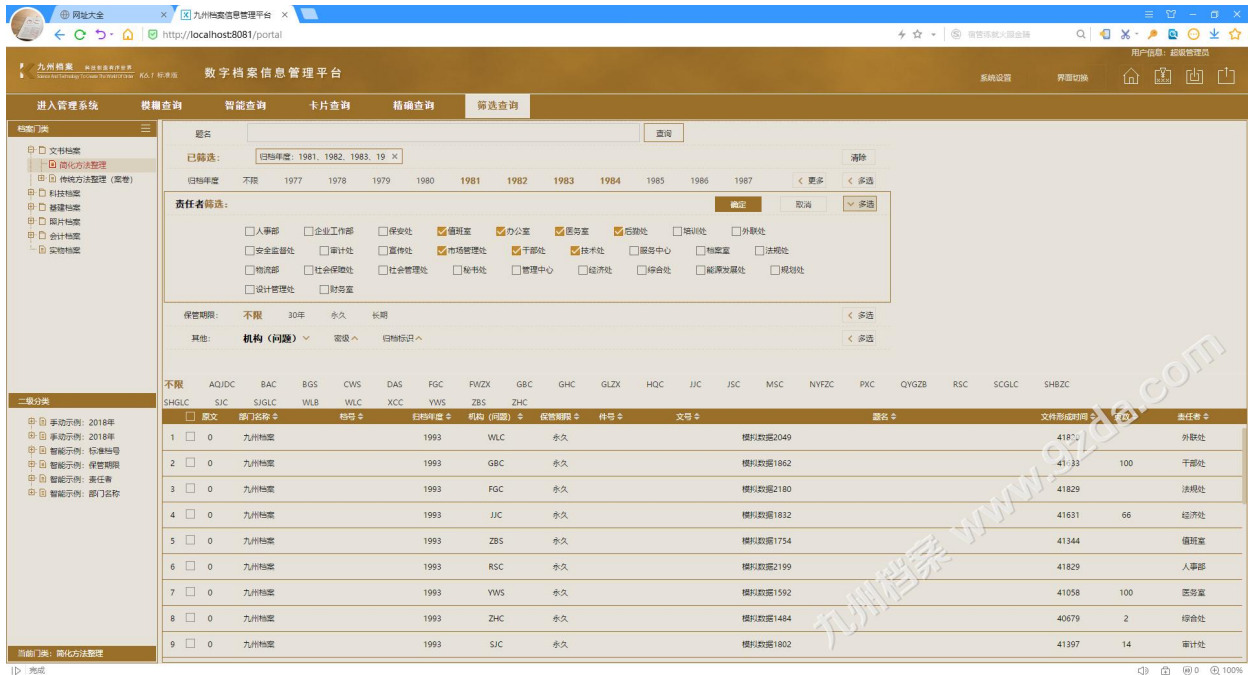 网址大全 九州档案信息管理平台
http://localhost:8081/portal
用户信息：超级管理员
九州档案 K6.1 标准版 数字档案信息管理平台 系统设置 界面切换
进入管理系统 模糊查询 智能查询 卡片查询 精确查询 筛选查询
档案门类
文书档案
简化方法整理
传统方法整理（案卷）
科技档案
基建档案
照片档案
会计档案
实物档案
二级分类
手动示例：2018年
手动示例：2018年
智能示例：标准档号
智能示例：保管期限
智能示例：责任者
智能示例：部门名称
当前门类：简化方法整理
题名 查询
已筛选： 归档年度：1981、1982、1983、19 × 清除
归档年度 不限 1977 1978 1979 1980 1981 1982 1983 1984 1985 1986 1987 更多 多选
责任者筛选： 确定 取消 多选
人事部 企业工作部 保安处 值班室 办公室 医务室 后勤处 培训处 外联处
安全监督处 审计处 宣传处 市场管理处 干部处 技术处 服务中心 档案室 法规处
物流部 社会保障处 社会管理处 秘书处 管理中心 经济处 综合处 能源发展处 规划处
设计管理处 财务室
保管期限： 不限 30年 永久 长期 多选
其他： 机构（问题） 密级 归档标识 多选
不限 AQJDC BAC BGS CWS DAS FGC FWZX GBC GHC GLZX HQC JJC JSC MSC NYFZC PXC QYGZB RSC SCGLC SHBZC
SHGLC SJC SJGLC WLB WLC XCC YWS ZBS ZHC
原文 部门名称 档号 归档年度 机构（问题） 保管期限 件号 文号 题名 文件形成时间 责任者
1 0 九州档案 1993 WLC 永久 模拟数据2049 外联处
2 0 九州档案 1993 GBC 永久 模拟数据1862 41633 100 干部处
3 0 九州档案 1993 FGC 永久 模拟数据2180 41829 法规处
4 0 九州档案 1993 JJC 永久 模拟数据1832 41631 66 经济处
5 0 九州档案 1993 ZBS 永久 模拟数据1754 41344 值班室
6 0 九州档案 1993 RSC 永久 模拟数据2199 41829 人事部
7 0 九州档案 1993 YWS 永久 模拟数据1592 41058 100 医务室
8 0 九州档案 1993 ZHC 永久 模拟数据1484 40679 2 综合处
9 0 九州档案 1993 SJC 永久 模拟数据1802 41397 14 审计处
九州档案 www.9zda.com
完成 0 100%